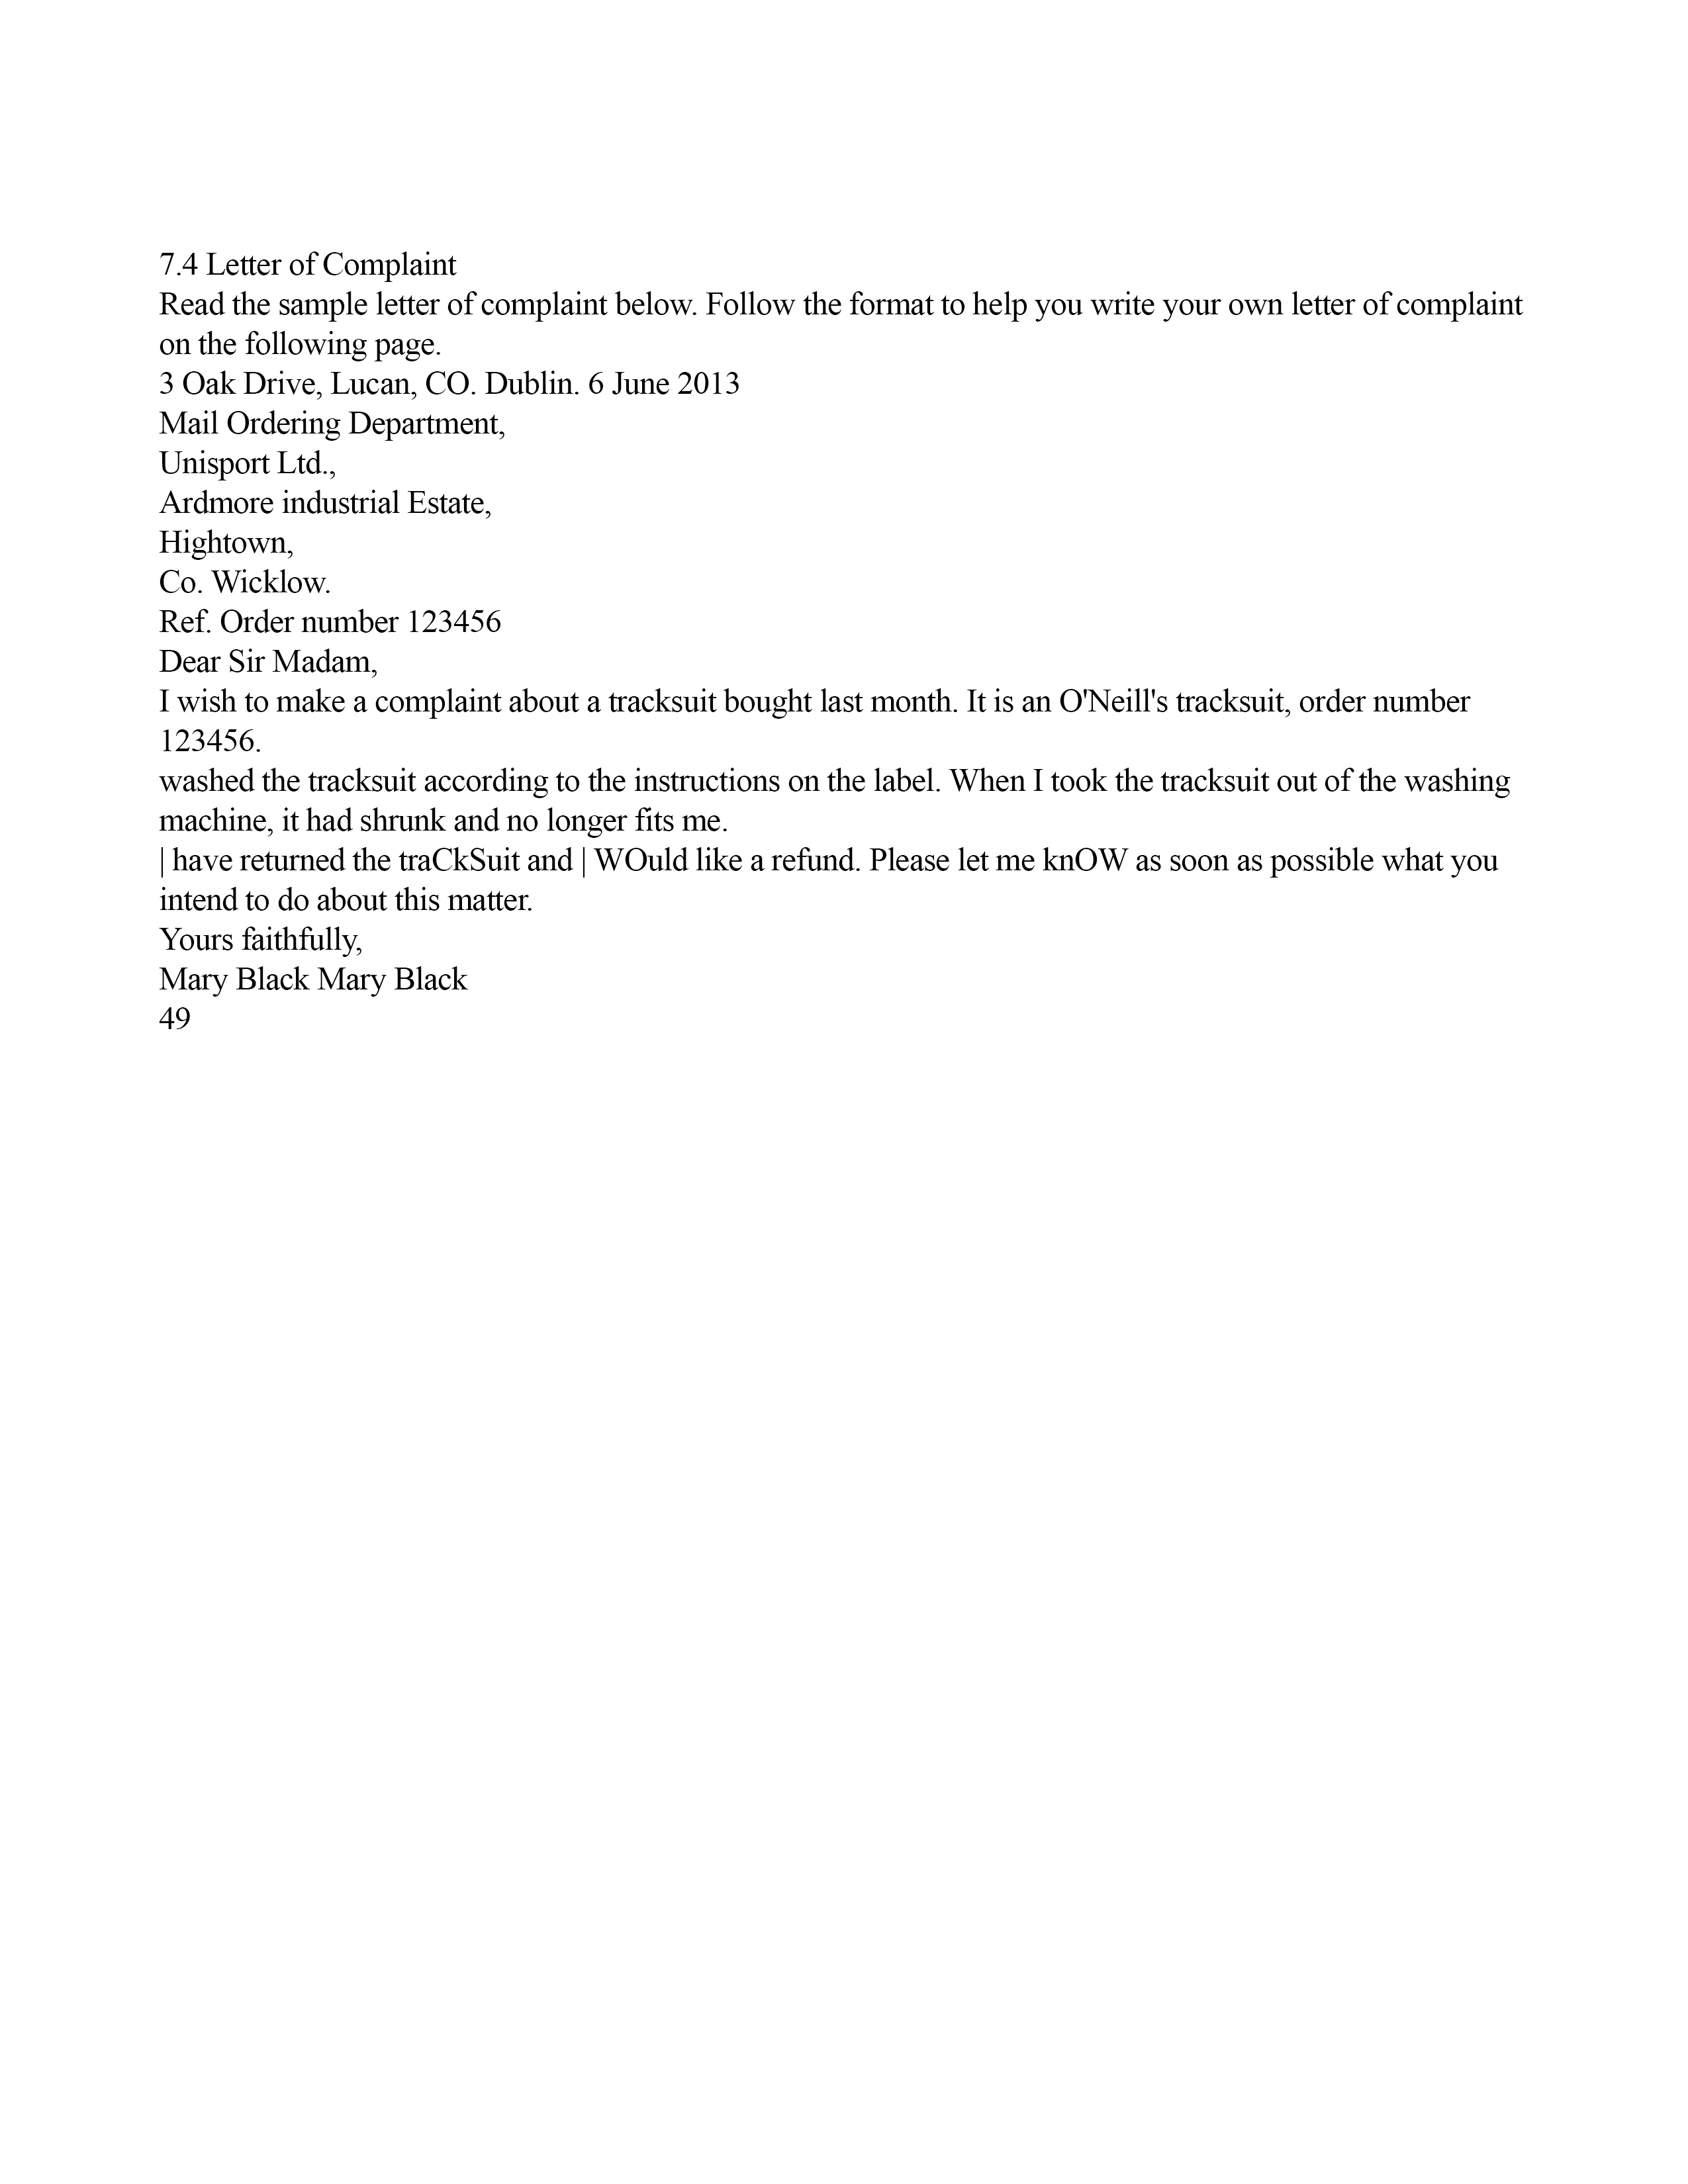 7.4 Letter of Complaint
Read the sample letter of complaint below. Follow the format to help you write your own letter of complaint
on the following page.
3 Oak Drive, Lucan, CO. Dublin. 6 June 2013
Mail Ordering Department,
Unisport Ltd.,
Ardmore industrial Estate,
Hightown,
Co. Wicklow.
Ref. Order number 123456
Dear Sir Madam,
I wish to make a complaint about a tracksuit bought last month. It is an O'Neill's tracksuit, order number
123456.
washed the tracksuit according to the instructions on the label. When I took the tracksuit out of the washing
machine, it had shrunk and no longer fits me.
| have returned the traCkSuit and | WOuld like a refund. Please let me knOW as soon as possible what you
intend to do about this matter.
Yours faithfully,
Mary Black Mary Black
49